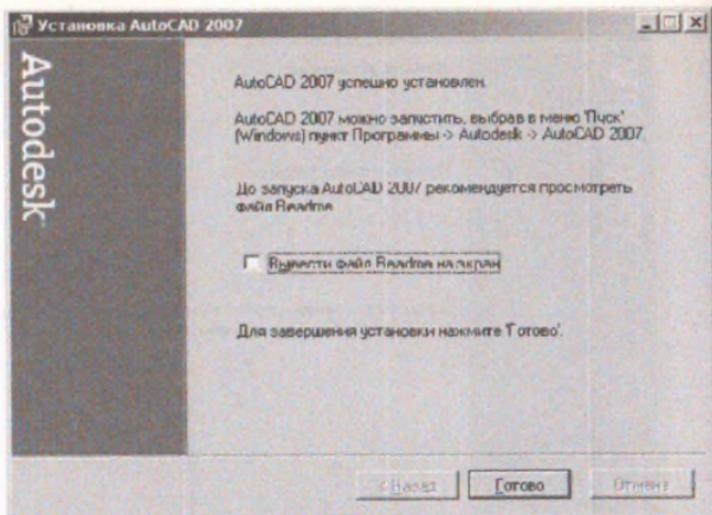 Установка AutoCAD 2007
Autodesk
AutoCAD 2007 успешно установлен.
AutoCAD 2007 можно запустить, выбрав в меню 'Пуск'
(Windows) пункт Программы -> Autodesk -> AutoCAD 2007.
До запуска AutoCAD 2007 рекомендуется просмотреть
файл Readme.
Вывести файл Readme на экран
Для завершения установки нажмите 'Готово'.
< Назад
Готово
Отмена